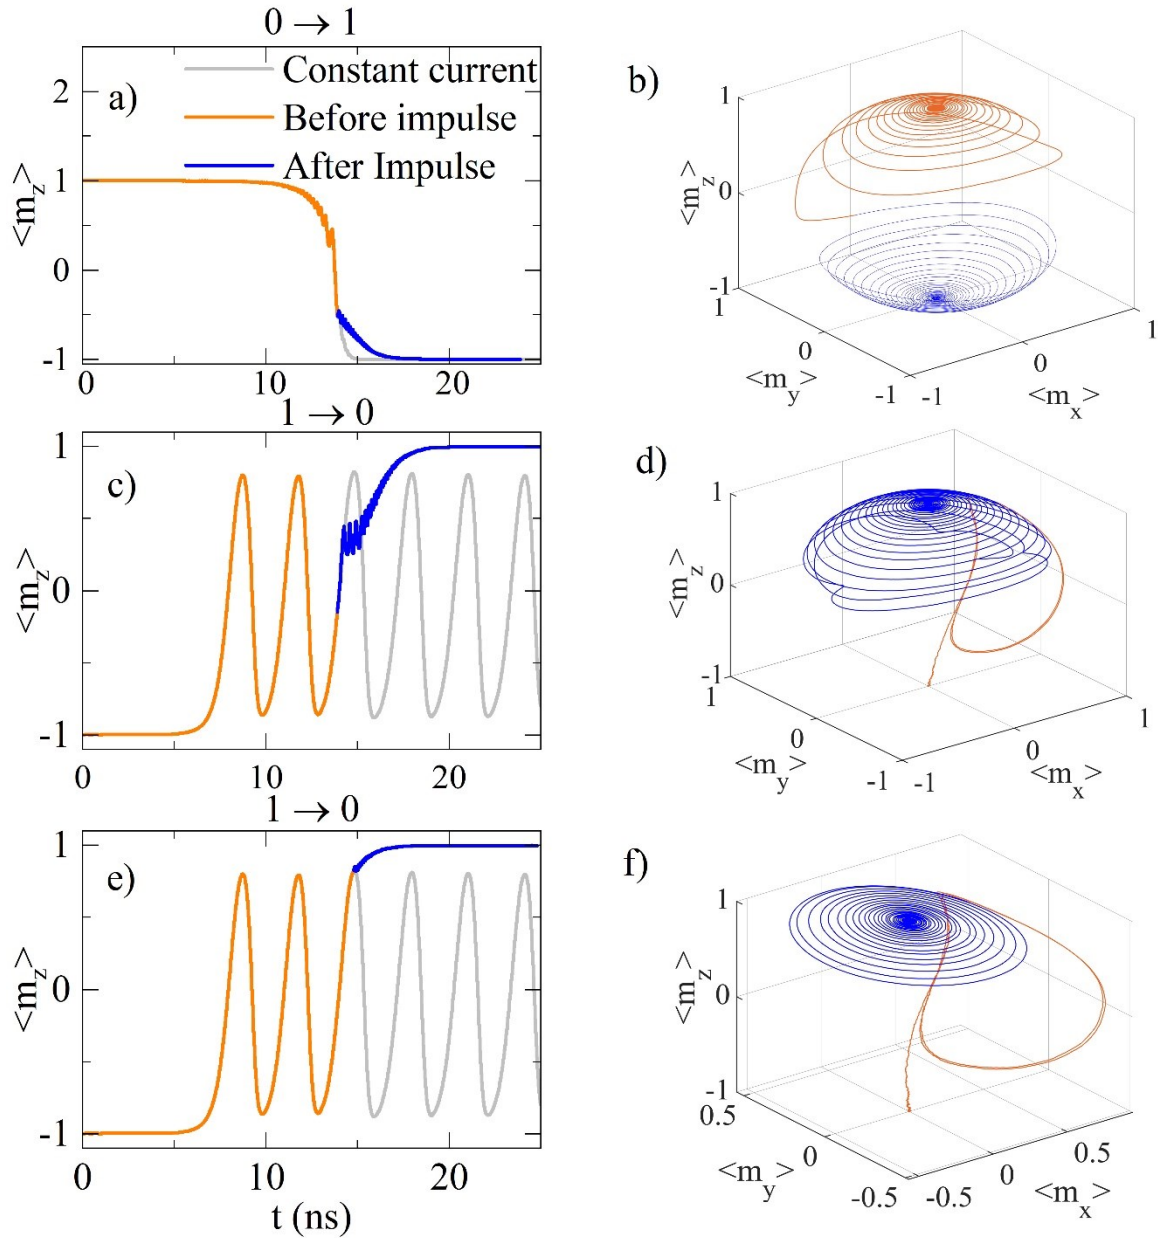 0 → 1
Constant current
Before impulse
After Impulse
a)
2
1
0
-1
<m_z>
0
10
20
b)
1
0
-1
<m_z>
1
0
-1
<m_y>
-1
0
1
<m_x>
1 → 0
c)
1
0
-1
<m_z>
0
10
20
d)
1
0
-1
<m_z>
1
0
-1
<m_y>
-1
0
1
<m_x>
1 → 0
e)
1
0
-1
<m_z>
0
10
20
t (ns)
f)
1
0
-1
<m_z>
0.5
0
-0.5
<m_y>
-0.5
0
0.5
<m_x>